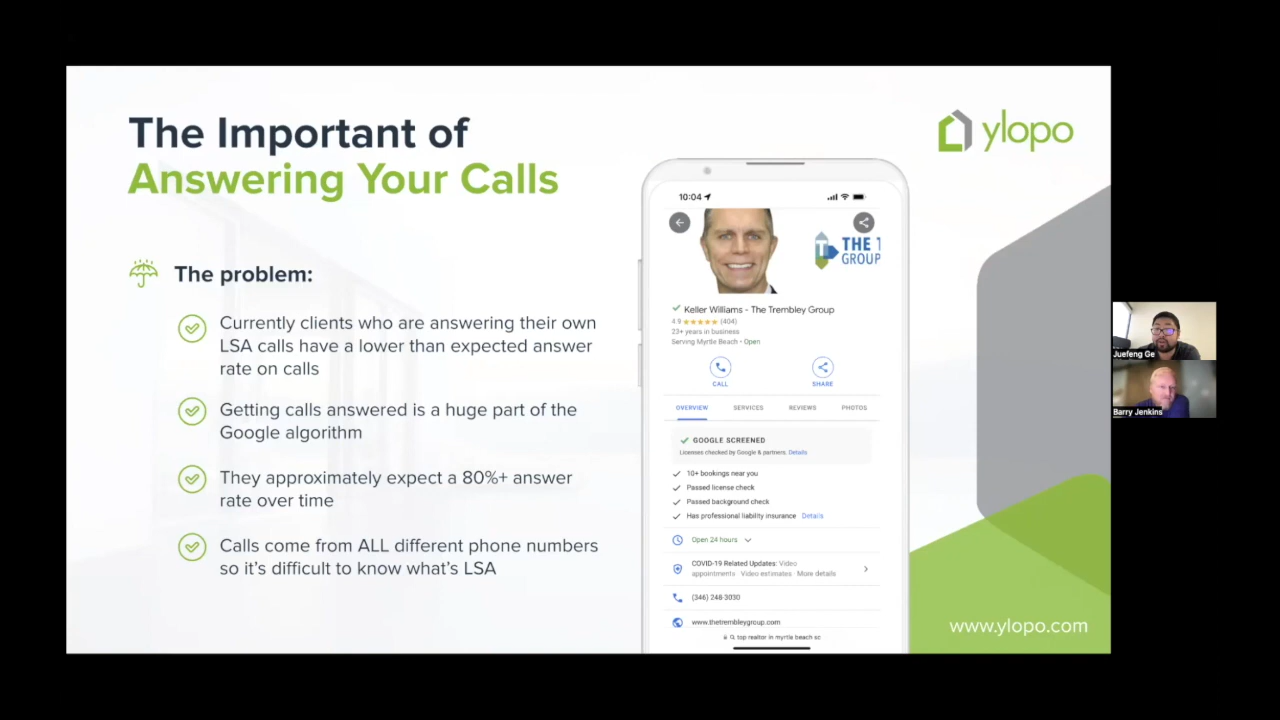 The Important of
Answering Your Calls
The problem:
Currently clients who are answering their own
LSA calls have a lower than expected answer
rate on calls
Getting calls answered is a huge part of the
Google algorithm
They approximately expect a 80%+ answer
rate over time
Calls come from ALL different phone numbers
so it's difficult to know what's LSA
ylopo
10:04
THE T
GROUP
Keller Williams - The Trembley Group
4.9 ★★★★★ (404)
23+ years in business
Serving Myrtle Beach • Open
CALL
SHARE
OVERVIEW
SERVICES
REVIEWS
PHOTOS
GOOGLE SCREENED
Licenses checked by Google & partners. Details
10+ bookings near you
Passed license check
Passed background check
Has professional liability insurance Details
Open 24 hours
COVID-19 Related Updates: Video
appointments · Video estimates · More details
(346) 248-3030
www.thetrembleygroup.com
top realtor in myrtle beach sc
www.ylopo.com
Juefeng Ge
Barry Jenkins